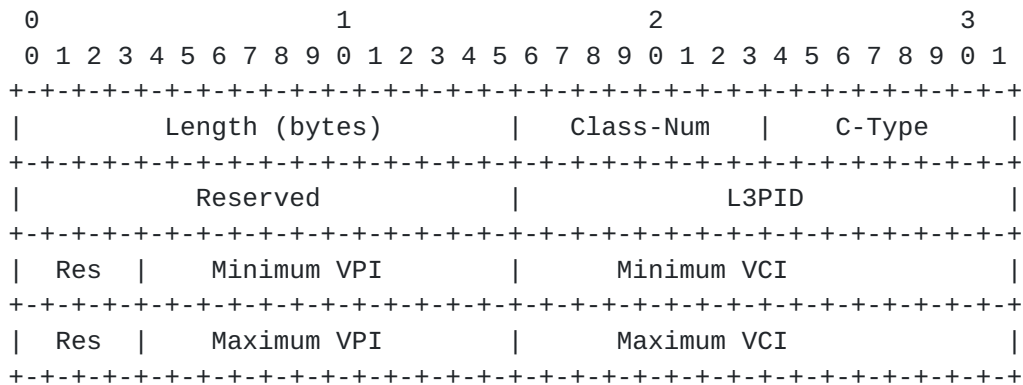 0                   1                   2                   3
 0 1 2 3 4 5 6 7 8 9 0 1 2 3 4 5 6 7 8 9 0 1 2 3 4 5 6 7 8 9 0 1
+-+-+-+-+-+-+-+-+-+-+-+-+-+-+-+-+-+-+-+-+-+-+-+-+-+-+-+-+-+-+-+-+
|         Length (bytes)        |   Class-Num   |    C-Type     |
+-+-+-+-+-+-+-+-+-+-+-+-+-+-+-+-+-+-+-+-+-+-+-+-+-+-+-+-+-+-+-+-+
|           Reserved            |             L3PID             |
+-+-+-+-+-+-+-+-+-+-+-+-+-+-+-+-+-+-+-+-+-+-+-+-+-+-+-+-+-+-+-+-+
|  Res  |    Minimum VPI        |      Minimum VCI              |
+-+-+-+-+-+-+-+-+-+-+-+-+-+-+-+-+-+-+-+-+-+-+-+-+-+-+-+-+-+-+-+-+
|  Res  |    Maximum VPI        |      Maximum VCI              |
+-+-+-+-+-+-+-+-+-+-+-+-+-+-+-+-+-+-+-+-+-+-+-+-+-+-+-+-+-+-+-+-+